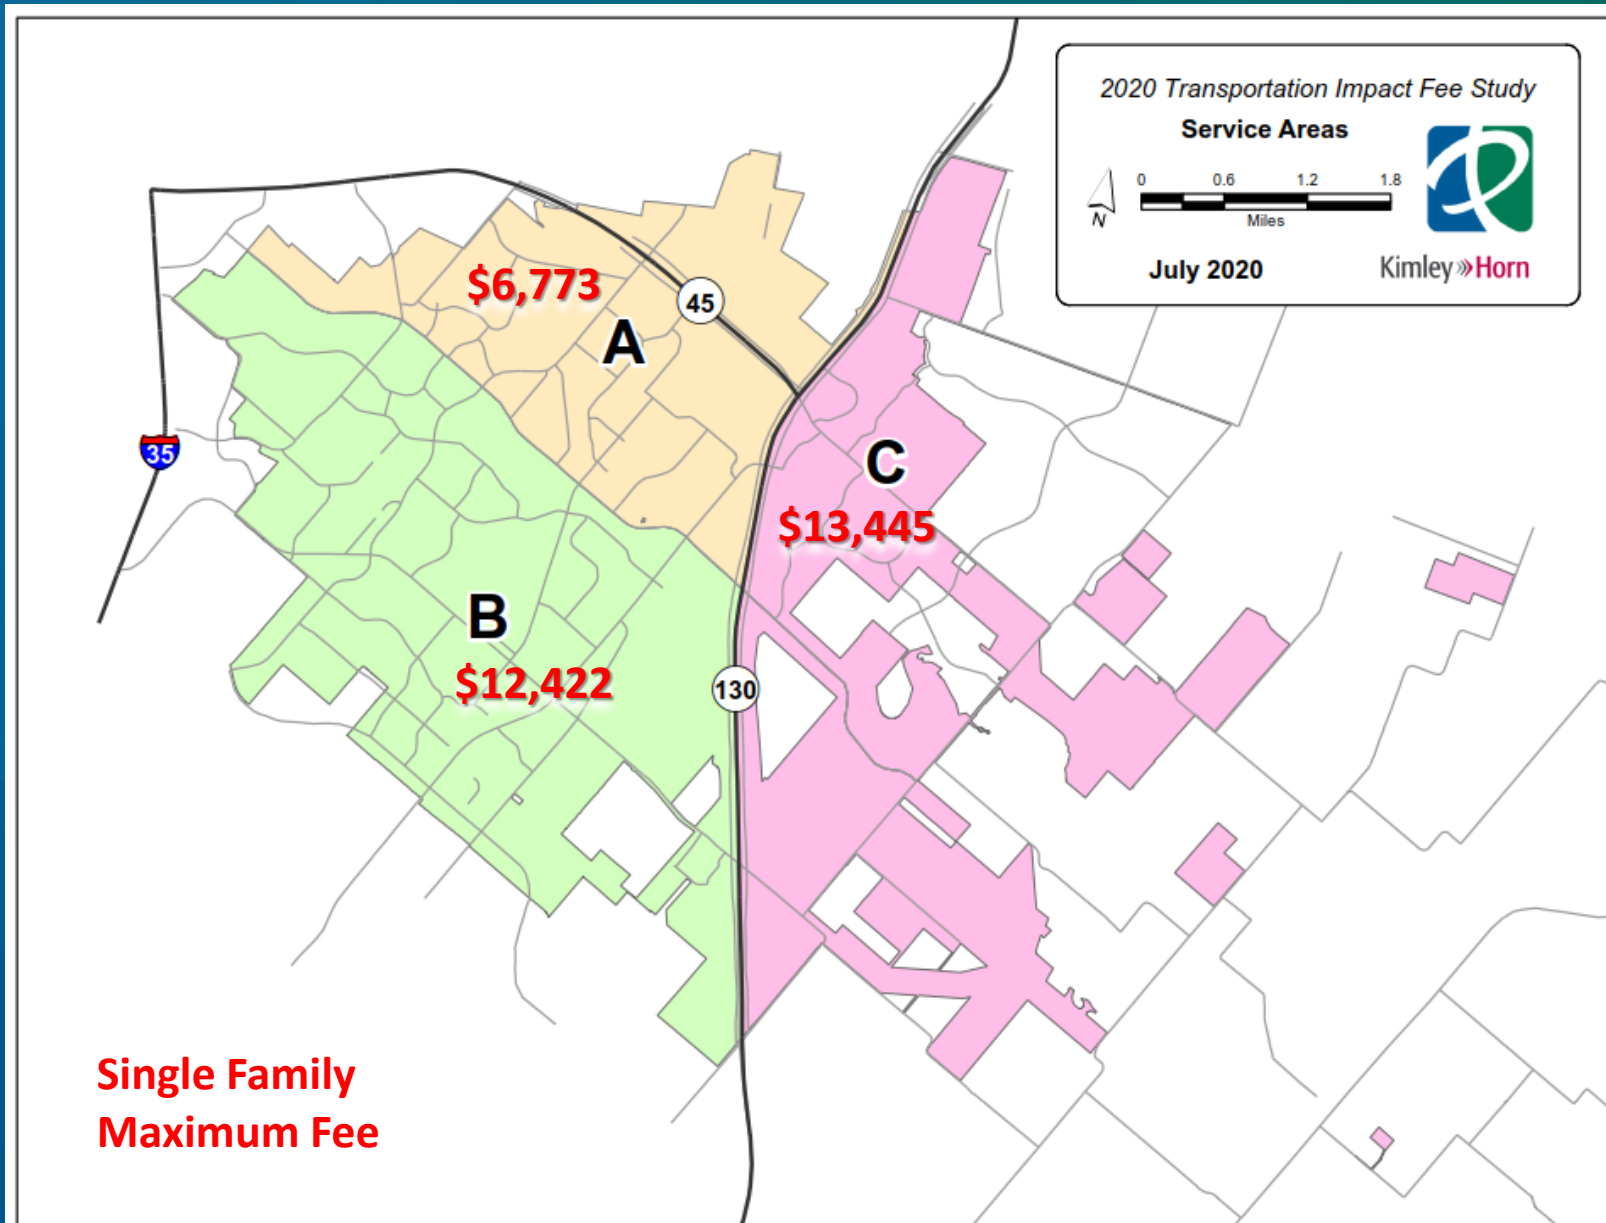 2020 Transportation Impact Fee Study
Service Areas
0 0.6 1.2 1.8
Miles
N
July 2020
Kimley»Horn
$6,773
A
45
35
C
$13,445
B
$12,422
130
Single Family
Maximum Fee